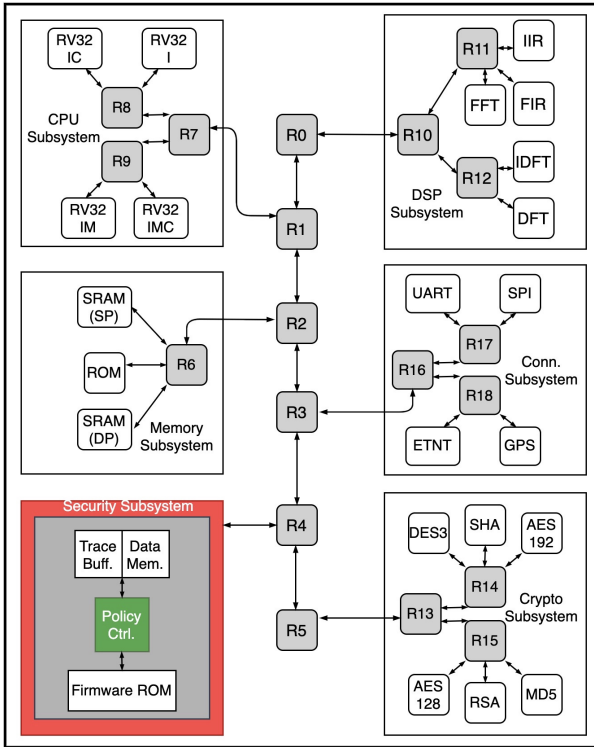 RV32
IC
RV32
I
R8
CPU
Subsystem
R7
R9
RV32
IM
RV32
IMC
R0
R1
R2
R3
R4
R5
R11
IIR
FFT
FIR
R10
IDFT
R12
DSP
Subsystem
DFT
SRAM
(SP)
ROM
R6
SRAM
(DP)
Memory
Subsystem
UART
SPI
R17
R16
Conn.
Subsystem
R18
ETNT
GPS
Security Subsystem
Trace
Buff.
Data
Mem.
Policy
Ctrl.
Firmware ROM
DES3
SHA
AES
192
R14
R13
Crypto
Subsystem
R15
AES
128
RSA
MD5